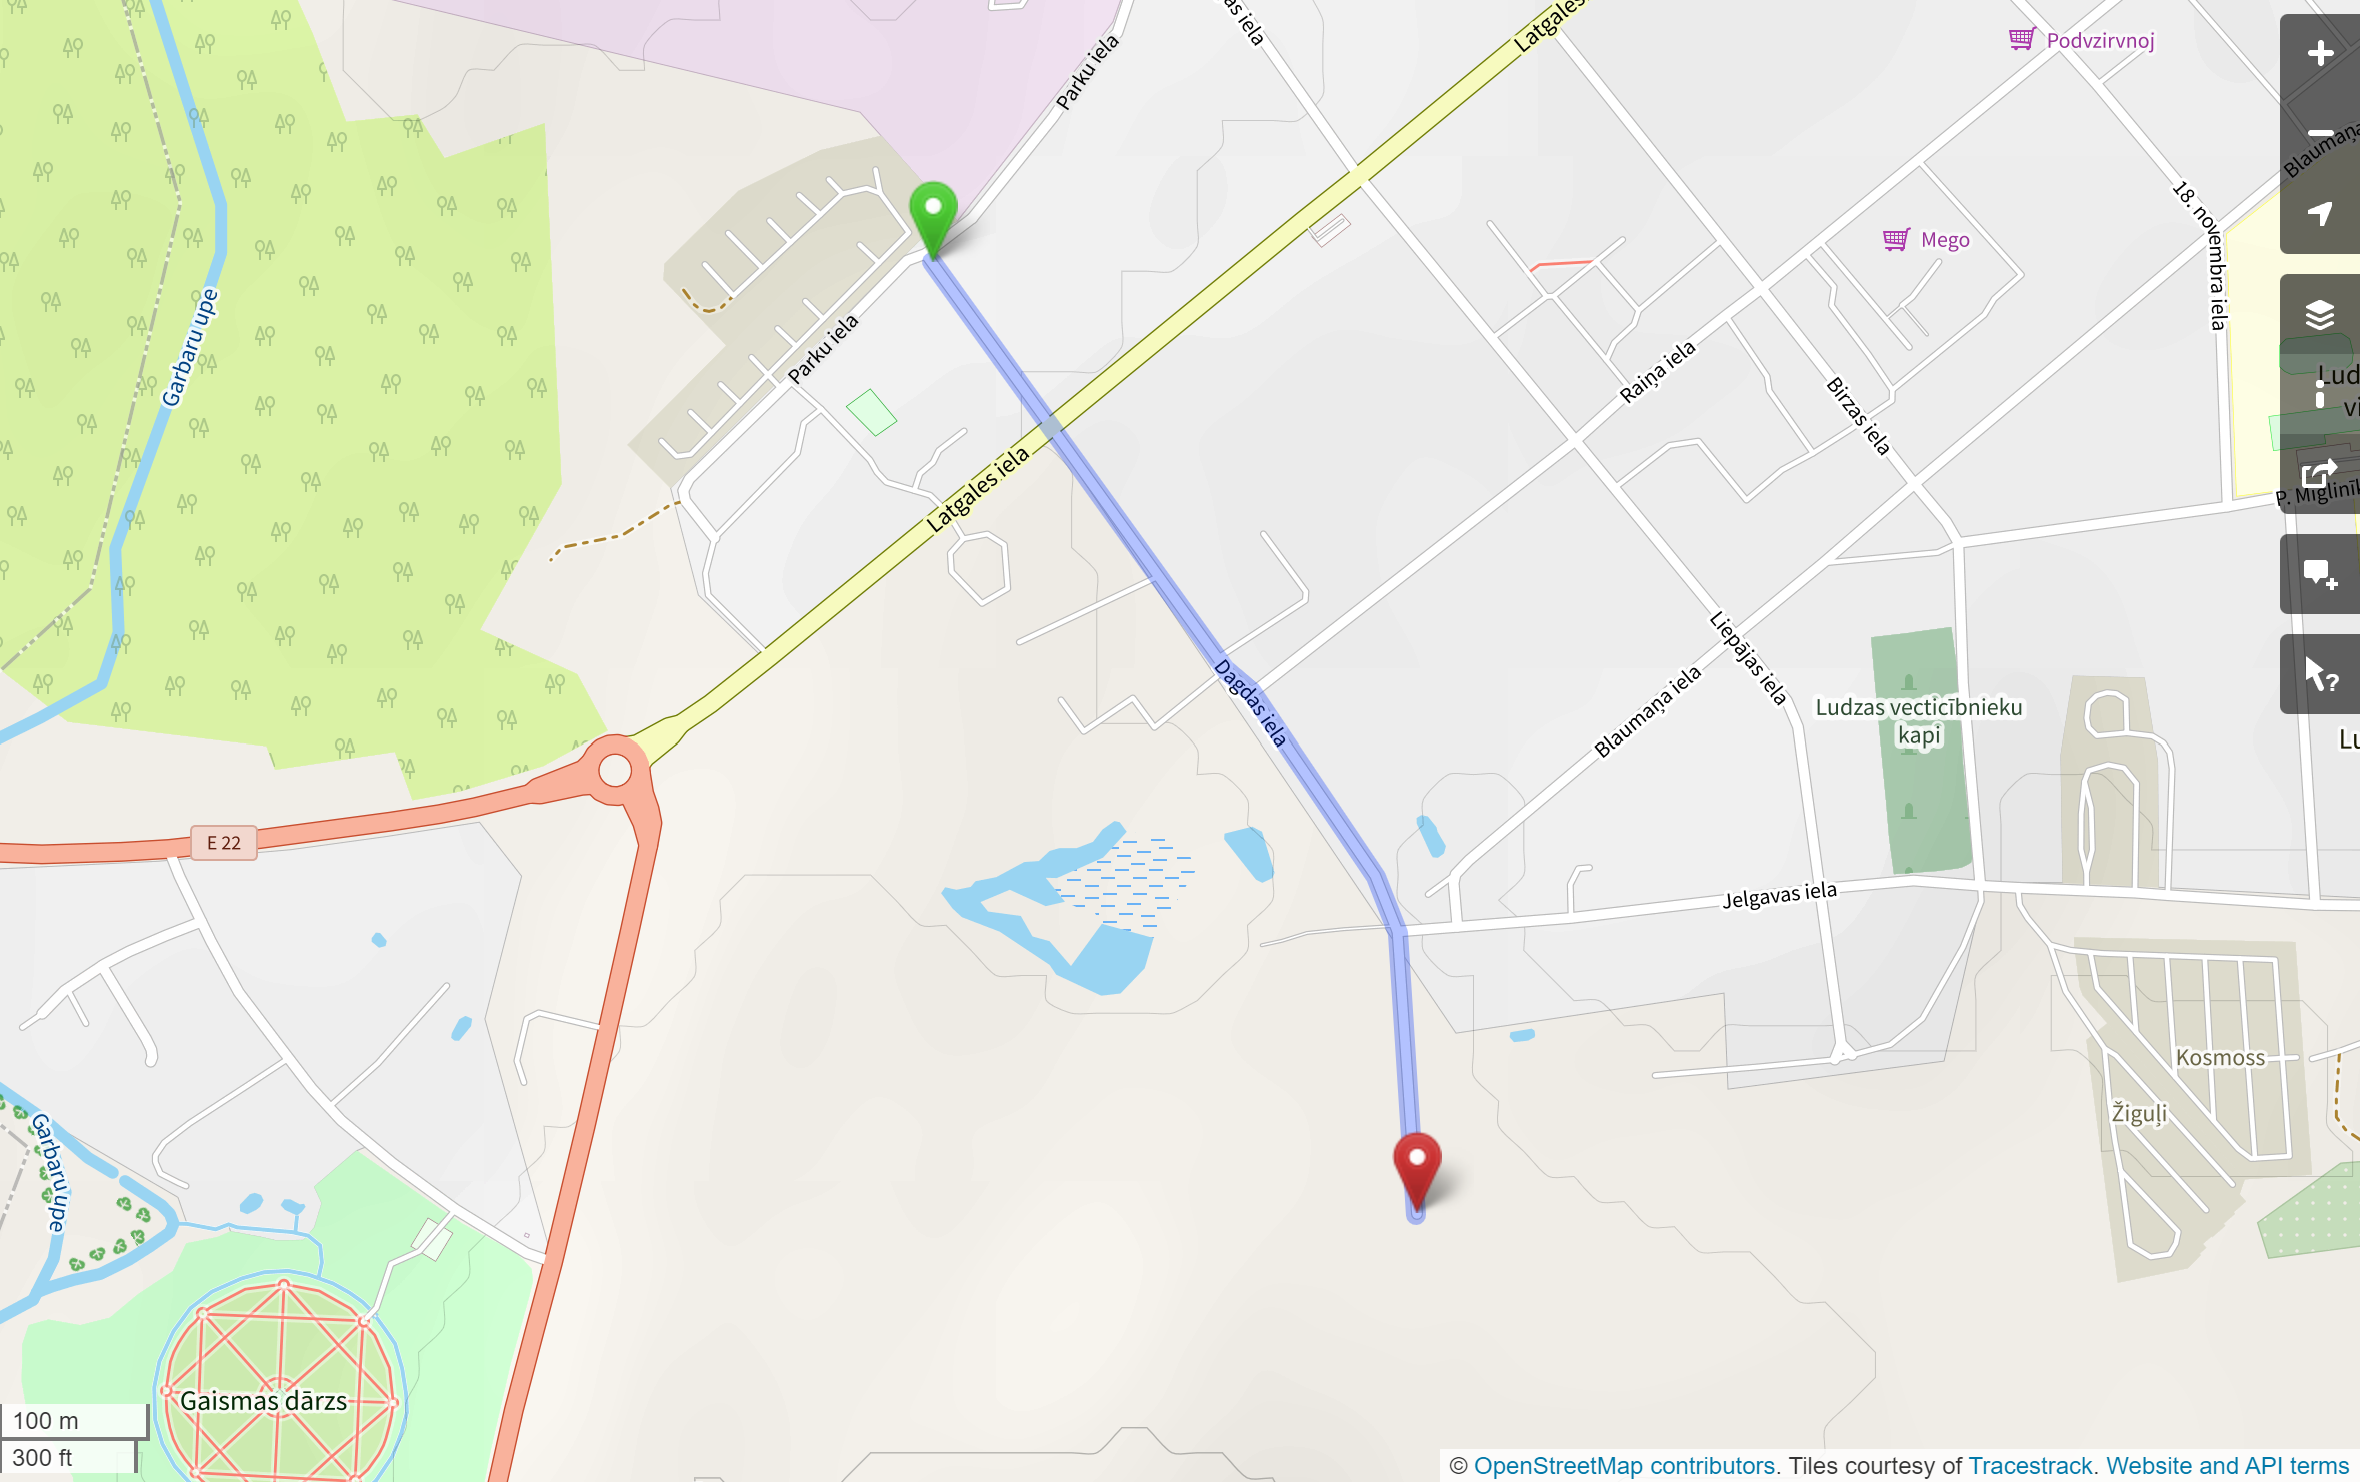 as iela
Latgales
Podvzirvnoj
Parku iela
Blaumaņa
18. novembra iela
Mego
Garbaru upe
Parku iela
Raiņa iela
Birzas iela
Lud
vi
Latgales iela
P. Miglinīk
Dagdas iela
Liepājas iela
Blaumaņa iela
Ludzas vecticībnieku
kapi
Lu
E 22
Jelgavas iela
Kosmoss
Žiguļi
Garbaru upe
Gaismas dārzs
100 m
300 ft
© OpenStreetMap contributors. Tiles courtesy of Tracestrack. Website and API terms